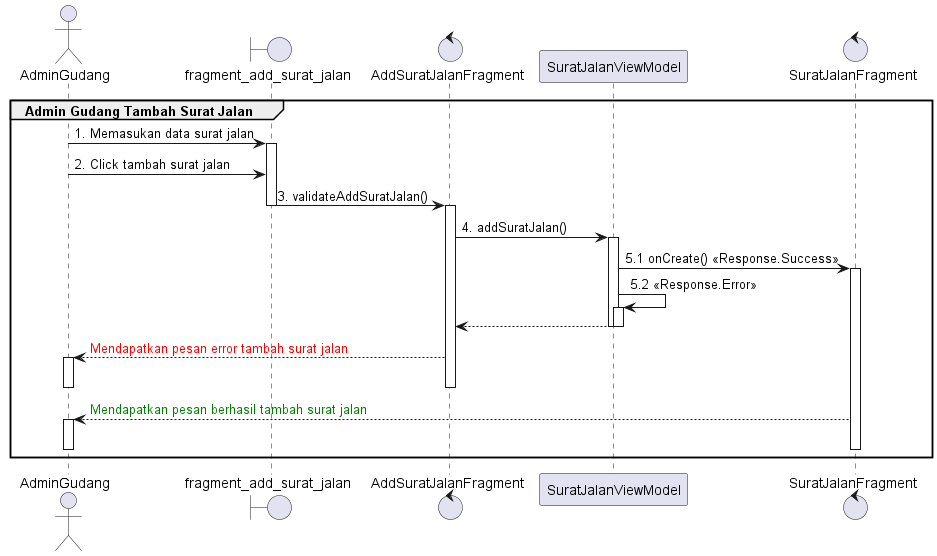 AdminGudang
fragment_add_surat_jalan
AddSuratJalanFragment
SuratJalanViewModel
SuratJalanFragment
Admin Gudang Tambah Surat Jalan
1. Memasukan data surat jalan
2. Click tambah surat jalan
3. validateAddSuratJalan()
4. addSuratJalan()
5.1 onCreate() «Response.Success»
5.2 «Response.Error»
Mendapatkan pesan error tambah surat jalan
Mendapatkan pesan berhasil tambah surat jalan
AdminGudang
fragment_add_surat_jalan
AddSuratJalanFragment
SuratJalanViewModel
SuratJalanFragment